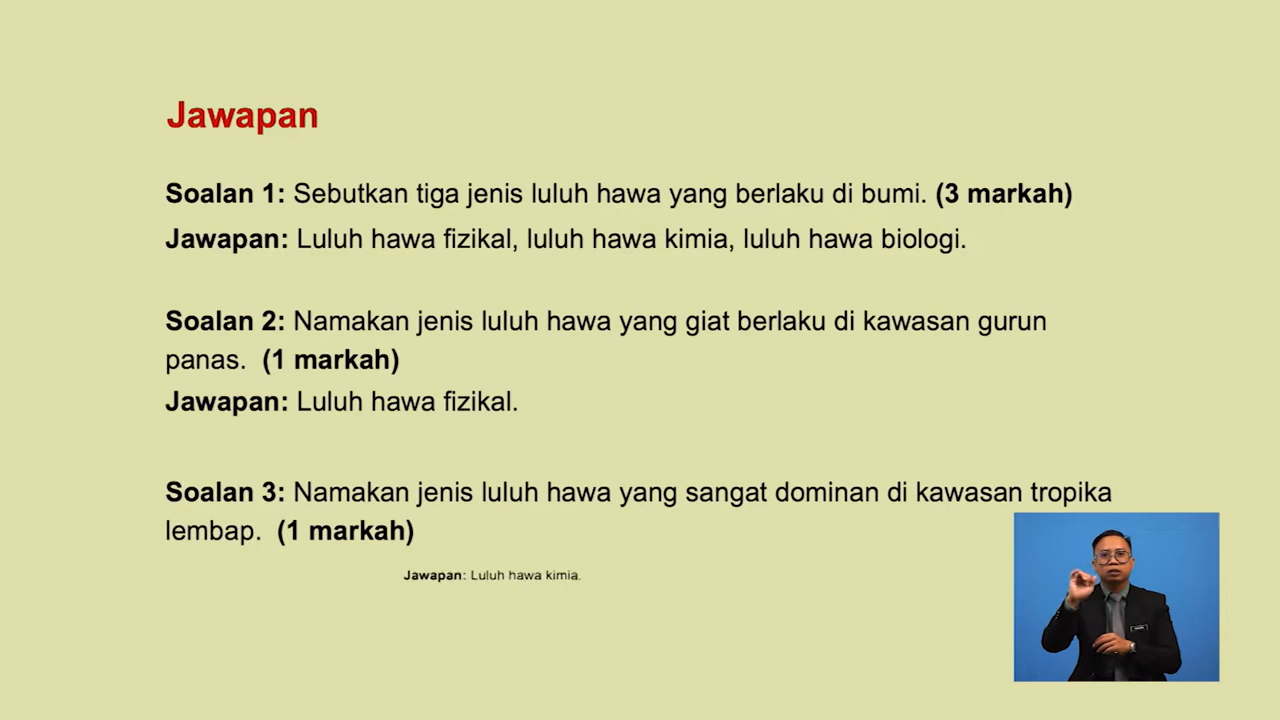 Jawapan
Soalan 1: Sebutkan tiga jenis luluh hawa yang berlaku di bumi. (3 markah)
Jawapan: Luluh hawa fizikal, luluh hawa kimia, luluh hawa biologi.
Soalan 2: Namakan jenis luluh hawa yang giat berlaku di kawasan gurun
panas. (1 markah)
Jawapan: Luluh hawa fizikal.
Soalan 3: Namakan jenis luluh hawa yang sangat dominan di kawasan tropika
lembap. (1 markah)
Jawapan: Luluh hawa kimia.